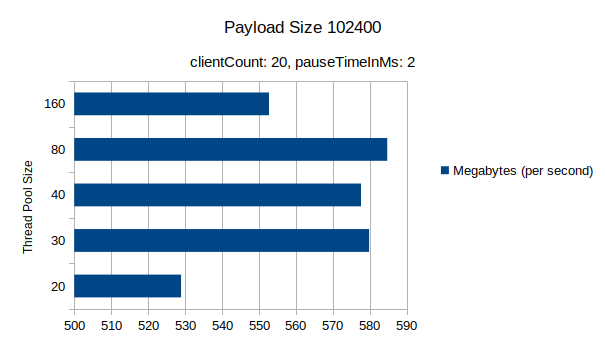 Payload Size 102400
clientCount: 20, pauseTimeInMs: 2
160
80
40
30
20
Thread Pool Size
Megabytes (per second)
500 510 520 530 540 550 560 570 580 590